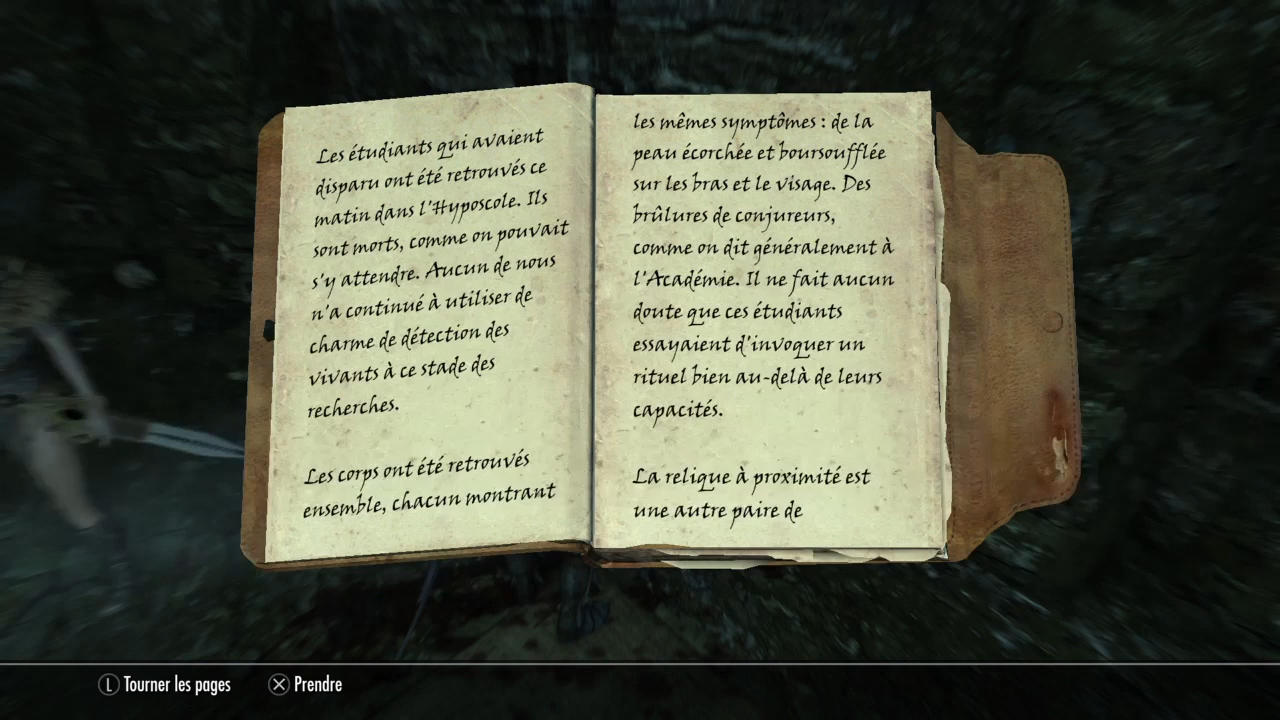 Les étudiants qui avaient
disparu ont été retrouvés ce
matin dans l'Hyposcole. Ils
sont morts, comme on pouvait
s'y attendre. Aucun de nous
n'a continué à utiliser de
charme de détection des
vivants à ce stade des
recherches.
Les corps ont été retrouvés
ensemble, chacun montrant
les mêmes symptômes : de la
peau écorchée et boursoufflée
sur les bras et le visage. Des
brûlures de conjureurs,
comme on dit généralement à
l'Académie. Il ne fait aucun
doute que ces étudiants
essayaient d'invoquer un
rituel bien au-delà de leurs
capacités.
La relique à proximité est
une autre paire de
L Tourner les pages
X Prendre